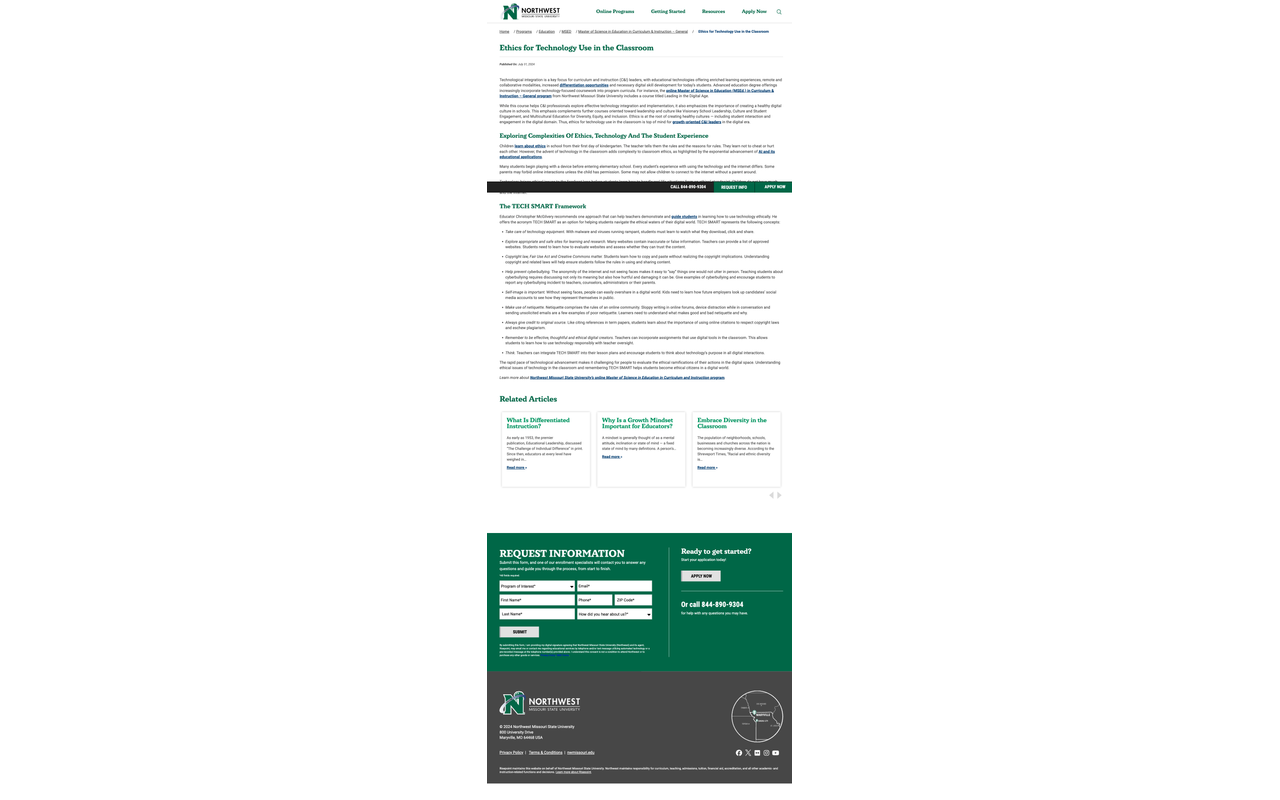 NORTHWEST
MISSOURI STATE UNIVERSITY
Online Programs Getting Started Resources Apply Now
Home / Programs / Education / MSED / Master of Science in Education in Curriculum & Instruction – General / Ethics for Technology Use in the Classroom
Ethics for Technology Use in the Classroom
Published On: July 31, 2024
Technological integration is a key focus for curriculum and instruction (C&I) leaders, with educational technologies offering enriched learning experiences, remote and
collaborative modalities, increased differentiation opportunities and necessary digital skill development for today's students. Advanced education degree offerings
increasingly incorporate technology-focused coursework into program curricula. For instance, the online Master of Science in Education (MSEd.) in Curriculum &
Instruction – General program from Northwest Missouri State University includes a course titled Leading in the Digital Age.
While this course helps C&I professionals explore effective technology integration and implementation, it also emphasizes the importance of creating a healthy digital
culture in schools. This emphasis complements further courses oriented toward leadership and culture like Visionary School Leadership, Culture and Student
Engagement, and Multicultural Education for Diversity, Equity, and Inclusion. Ethics is at the root of creating healthy cultures — including student interaction and
engagement in the digital domain. Thus, ethics for technology use in the classroom is top of mind for growth-oriented C&I leaders in the digital era.
Exploring Complexities Of Ethics, Technology And The Student Experience
Children learn about ethics in school from their first day of kindergarten. The teacher tells them the rules and the reasons for rules. They learn not to cheat or hurt
each other. However, the advent of technology in the classroom adds complexity to classroom ethics, as highlighted by the exponential advancement of AI and its
educational applications.
Many students begin playing with a device before entering elementary school. Every student's experience with using the technology and the internet differs. Some
parents may forbid online interactions unless the child has permission. Some may not allow children to connect to the internet without a parent around.
CALL 844-890-9304 REQUEST INFO APPLY NOW
The TECH SMART Framework
Educator Christopher McGilvery recommends one approach that can help teachers demonstrate and guide students in learning how to use technology ethically. He
offers the acronym TECH SMART as an option for helping students navigate the ethical waters of their digital world. TECH SMART represents the following concepts:
• Take care of technology equipment. With malware and viruses running rampant, students must learn to watch what they download, click and share.
• Explore appropriate and safe sites for learning and research. Many websites contain inaccurate or false information. Teachers can provide a list of approved
websites. Students need to learn how to evaluate websites and assess whether they can trust the content.
• Copyright law, Fair Use Act and Creative Commons matter. Students learn how to copy and paste without realizing the copyright implications. Understanding
copyright and related laws will help ensure students follow the rules in using and sharing content.
• Help prevent cyberbullying. The anonymity of the internet and not seeing faces makes it easy to "say" things one would not utter in person. Teaching students about
cyberbullying requires discussing not only its meaning but also how hurtful and damaging it can be. Give examples of cyberbullying and encourage students to
report any cyberbullying incident to teachers, counselors, administrators or their parents.
• Self-image is important. Without seeing faces, people can easily overshare in a digital world. Kids need to learn how future employers look up candidates' social
media accounts to see how they represent themselves in public.
• Make use of netiquette. Netiquette comprises the rules of an online community. Sloppy writing in online forums, device distraction while in conversation and
sending unsolicited emails are a few examples of poor netiquette. Learners need to understand what makes good and bad netiquette and why.
• Always give credit to original source. Like citing references in term papers, students learn about the importance of using online citations to respect copyright laws
and eschew plagiarism.
• Remember to be effective, thoughtful and ethical digital creators. Teachers can incorporate assignments that use digital tools in the classroom. This allows
students to learn how to use technology responsibly with teacher oversight.
• Think. Teachers can integrate TECH SMART into their lesson plans and encourage students to think about technology's purpose in all digital interactions.
The rapid pace of technological advancement makes it challenging for people to evaluate the ethical ramifications of their actions in the digital space. Understanding
ethical issues of technology in the classroom and remembering TECH SMART helps students become ethical citizens in a digital world.
Learn more about Northwest Missouri State University's online Master of Science in Education in Curriculum and Instruction program.
Related Articles
What Is Differentiated
Instruction?
As early as 1953, the premier
publication, Educational Leadership, discussed
"The Challenge of Individual Difference" in print
Since then, educators at every level have
weighed in...
Read more »
Why Is a Growth Mindset
Important for Educators?
A mindset is generally thought of as a mental
attitude, inclination or state of mind — a fixed
state of mind by many definitions. A person's...
Read more »
Embrace Diversity in the
Classroom
The population of neighborhoods, schools,
businesses and churches across the nation is
becoming increasingly diverse. According to the
Shreveport Times, "Racial and ethnic diversity
is...
Read more »
REQUEST INFORMATION
Submit this form, and one of our enrollment specialists will contact you to answer any
questions and guide you through the process, from start to finish.
*All fields required.
Program of Interest* Email*
First Name* Phone* ZIP Code*
Last Name* How did you hear about us?*
SUBMIT
Ready to get started?
Start your application today!
APPLY NOW
Or call 844-890-9304
for help with any questions you may have.
NORTHWEST
MISSOURI STATE UNIVERSITY
© 2024 Northwest Missouri State University
800 University Drive
Maryville, MO 64468 USA
Privacy Policy | Terms & Conditions | nwmissouri.edu
Risepoint maintains this website on behalf of Northwest Missouri State University. Northwest maintains responsibility for curriculum, teaching, admissions, tuition, financial aid, accreditation, and all other academic- and
instruction-related functions and decisions. Learn more about Risepoint.